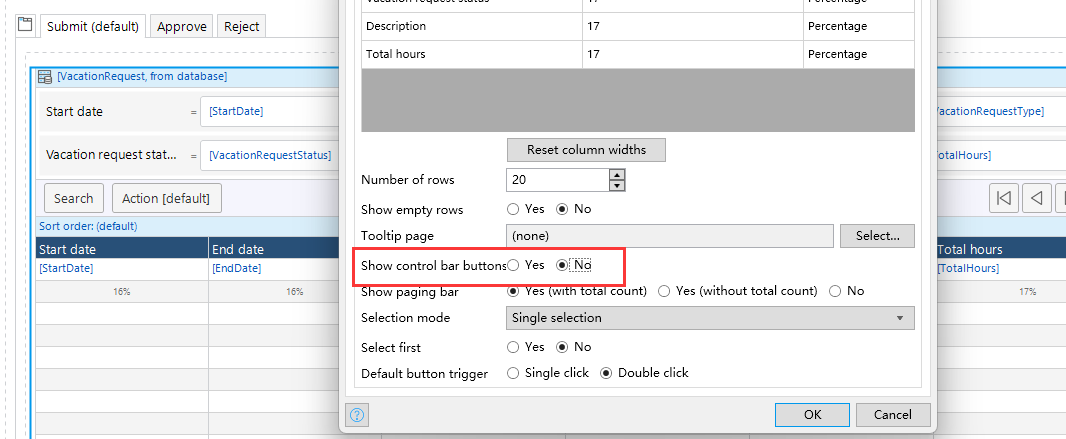 Submit (default) Approve Reject
[VacationRequest, from database]
Start date = [StartDate]
Vacation request stat... = [VacationRequestStatus]
Search Action [default]
Sort order: (default)
Start date End date
[StartDate] [EndDate]
16% 16%
Vacation request status 17 Percentage
Description 17 Percentage
Total hours 17 Percentage
Reset column widths
Number of rows 20
Show empty rows Yes No
Tooltip page (none) Select...
Show control bar buttons Yes No
Show paging bar Yes (with total count) Yes (without total count) No
Selection mode Single selection
Select first Yes No
Default button trigger Single click Double click
? OK Cancel
VacationRequestType]
otalHours]
Total hours
[TotalHours]
17%